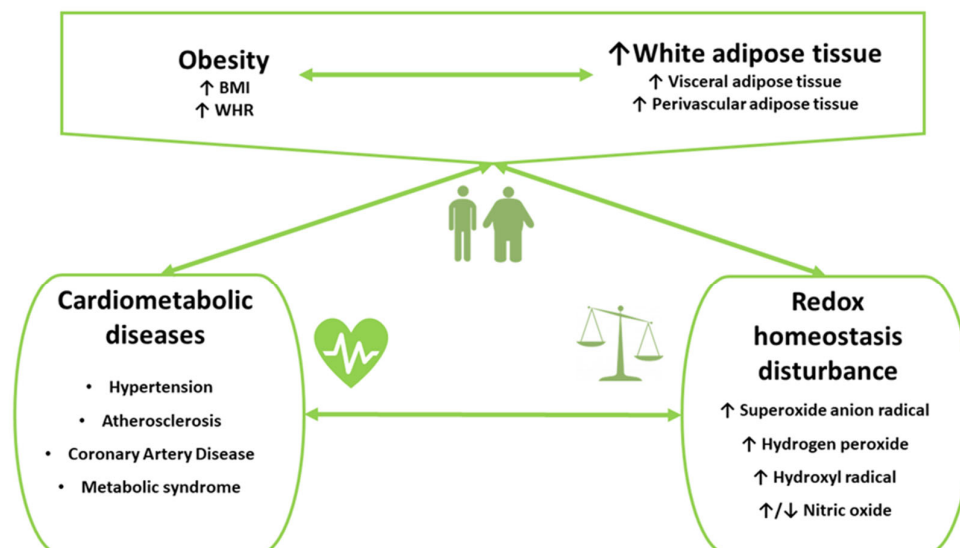 Obesity
↑ BMI
↑ WHR
↑White adipose tissue
↑ Visceral adipose tissue
↑ Perivascular adipose tissue
Cardiometabolic
diseases
• Hypertension
• Atherosclerosis
• Coronary Artery Disease
• Metabolic syndrome
Redox
homeostasis
disturbance
↑ Superoxide anion radical
↑ Hydrogen peroxide
↑ Hydroxyl radical
↑/↓ Nitric oxide